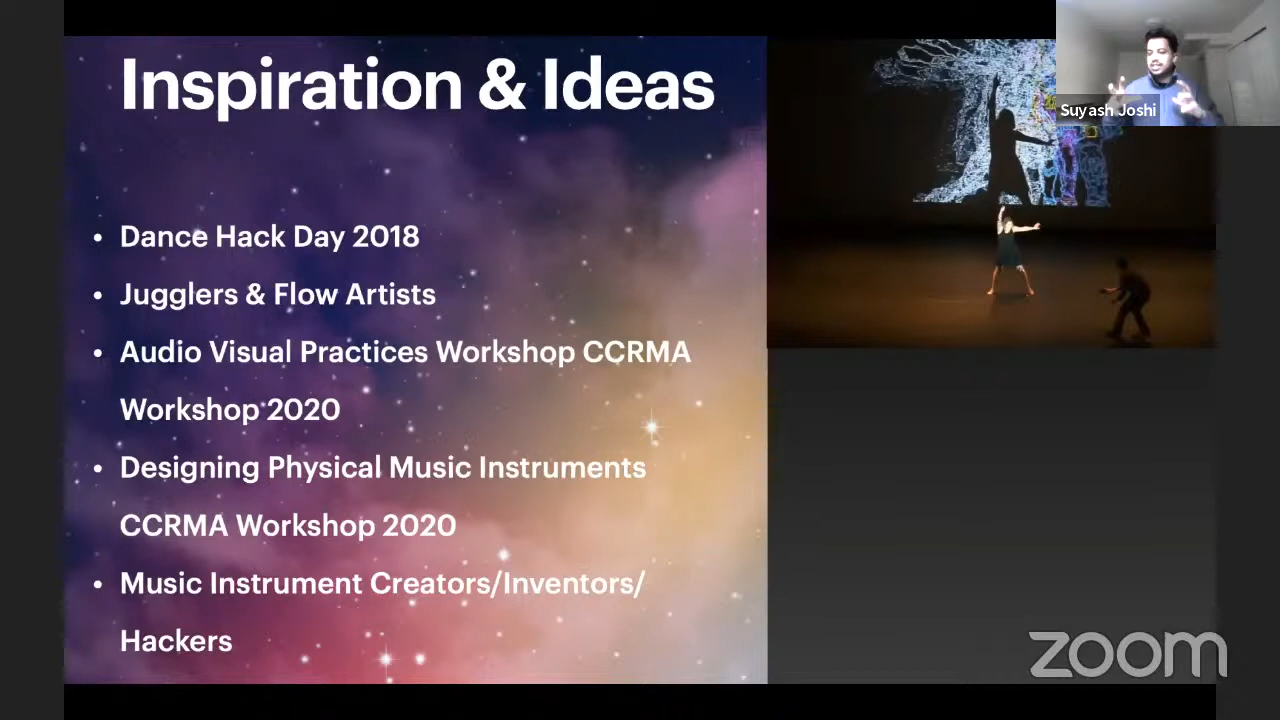 Inspiration & Ideas
• Dance Hack Day 2018
• Jugglers & Flow Artists
• Audio Visual Practices Workshop CCRMA
Workshop 2020
• Designing Physical Music Instruments
CCRMA Workshop 2020
• Music Instrument Creators/Inventors/
Hackers
Suyash Joshi
zoom